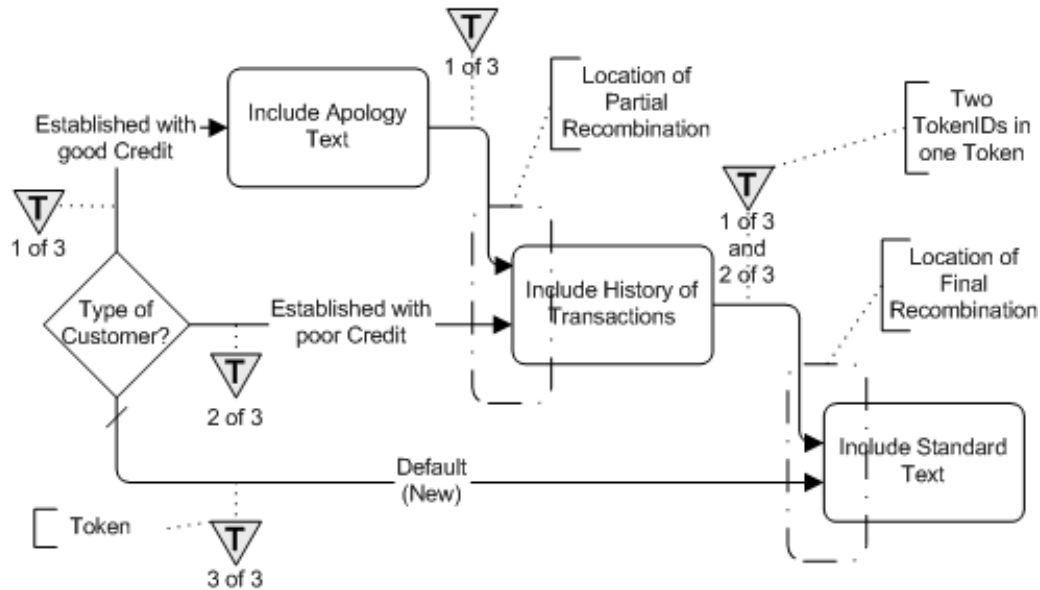 T
1 of 3
Location of
Partial
Recombination
Two
TokenIDs in
one Token
Include Apology
Text
Established with
good Credit
T
1 of 3
T
1 of 3
and
2 of 3
Location of
Final
Recombination
Type of
Customer?
Established with
poor Credit
Include History of
Transactions
T
2 of 3
Include Standard
Text
Default
(New)
Token
T
3 of 3